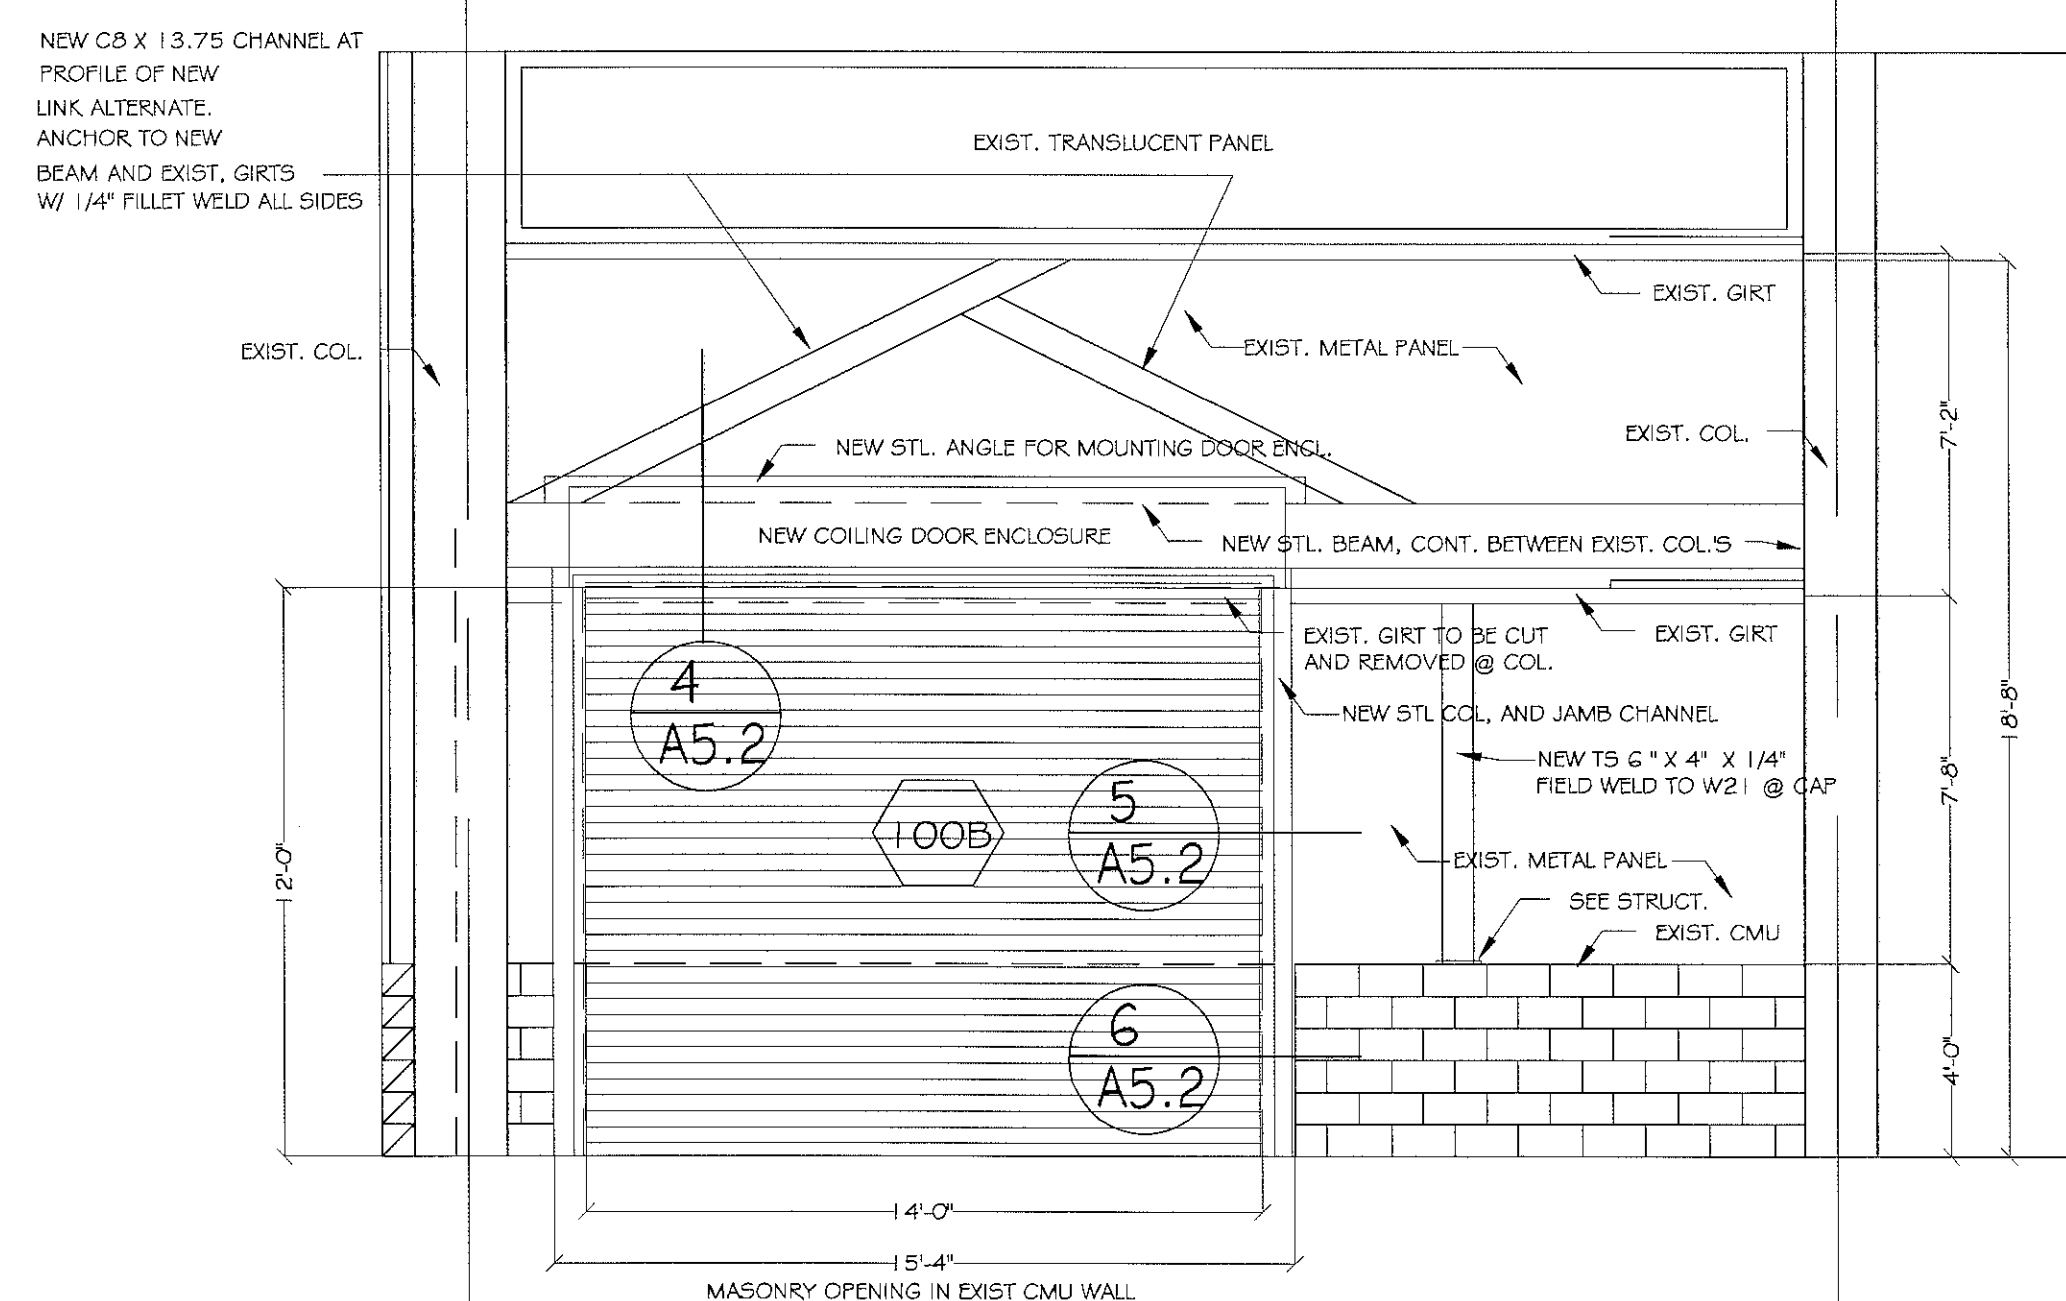 NEW C8 X 13.75 CHANNEL AT
PROFILE OF NEW
LINK ALTERNATE.
ANCHOR TO NEW
BEAM AND EXIST. GIRTS
W/ 1/4" FILLET WELD ALL SIDES
EXIST. TRANSLUCENT PANEL
EXIST. GIRT
EXIST. COL.
EXIST. METAL PANEL
7'-2"
EXIST. COL.
NEW STL. ANGLE FOR MOUNTING DOOR ENCL.
NEW COILING DOOR ENCLOSURE
NEW STL. BEAM, CONT. BETWEEN EXIST. COL.'S
EXIST. GIRT TO BE CUT
AND REMOVED @ COL.
EXIST. GIRT
4
A5.2
NEW STL COL, AND JAMB CHANNEL
18'-8"
NEW TS 6" X 4" X 1/4"
FIELD WELD TO W21 @ CAP
7'-8"
12'-0"
100B
5
A5.2
EXIST. METAL PANEL
SEE STRUCT.
EXIST. CMU
6
A5.2
4'-0"
14'-0"
15'-4"
MASONRY OPENING IN EXIST CMU WALL